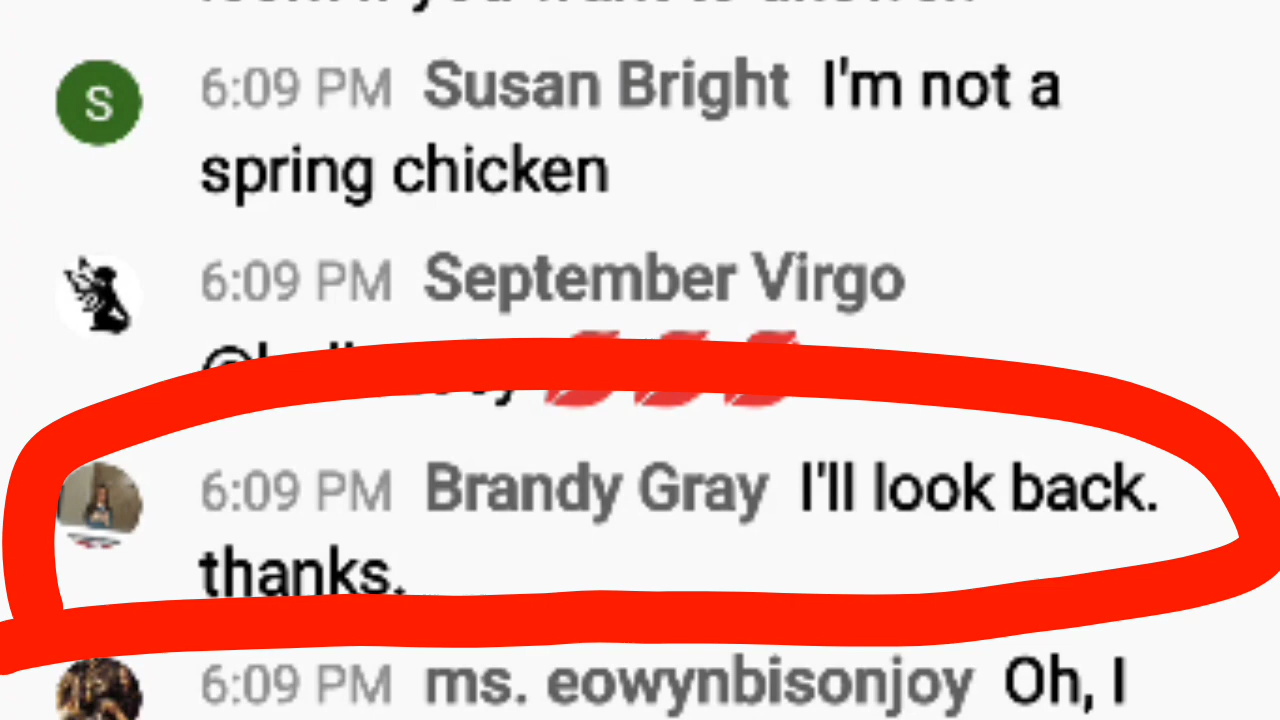 S
6:09 PM Susan Bright I'm not a
spring chicken
6:09 PM September Virgo
6:09 PM Brandy Gray I'll look back.
thanks.
6:09 PM ms. eowynbisonjoy Oh, I